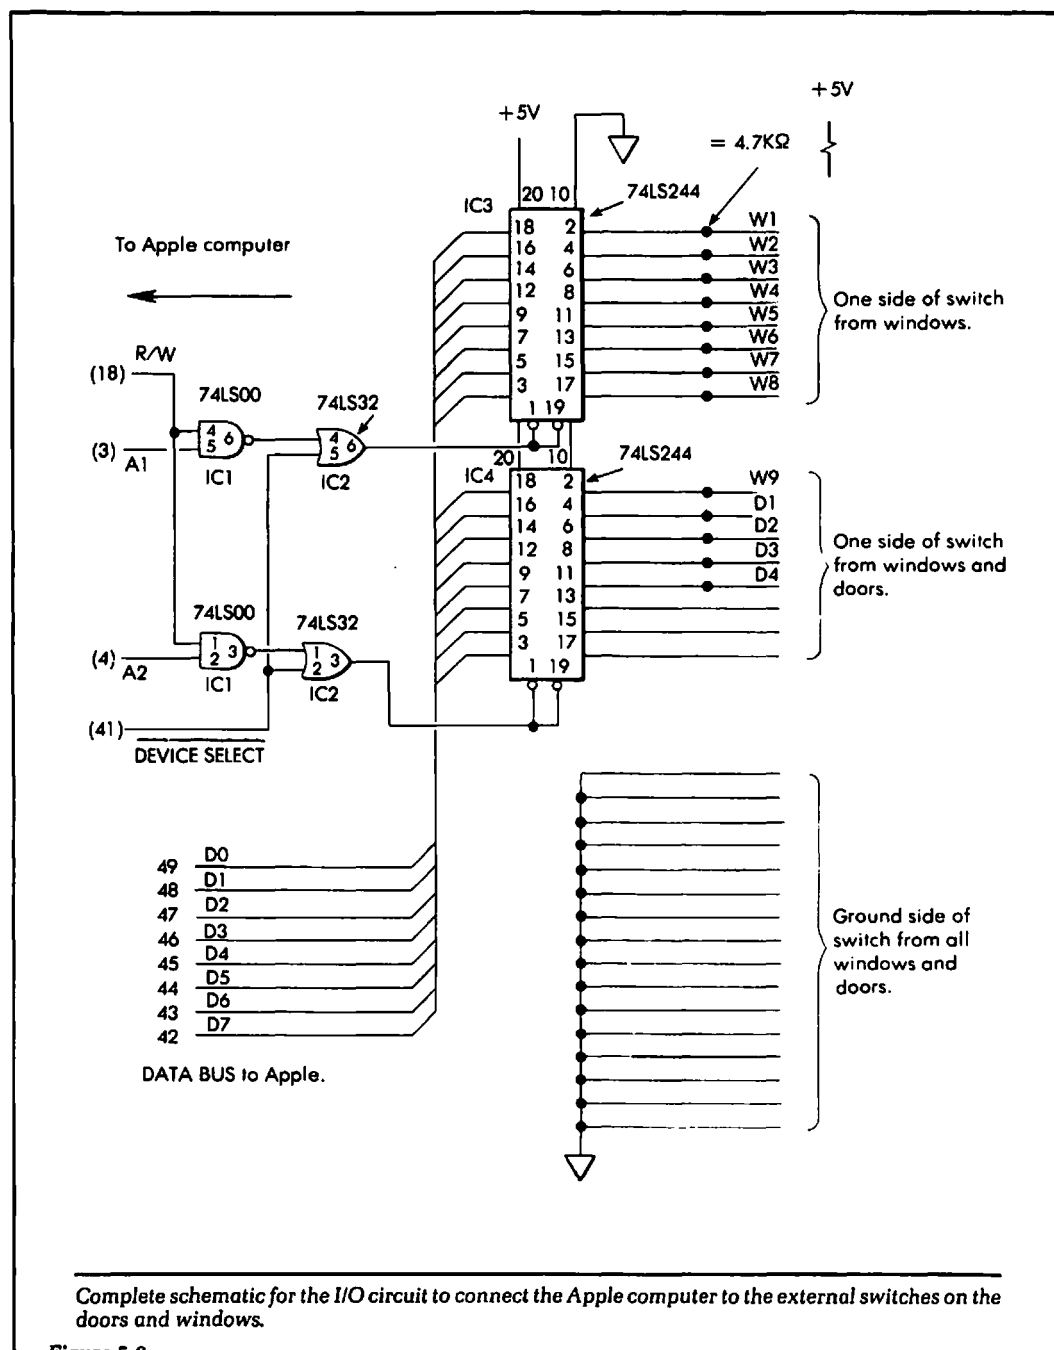 +5V
+5V
= 4.7KΩ
20 10
74LS244
IC3
18 2
16 4
14 6
12 8
9 11
7 13
5 15
3 17
1 19
W1
W2
W3
W4
W5
W6
W7
W8
One side of switch
from windows.
To Apple computer
R/W
(18)
74LS00
74LS32
4
5
6
4
5
6
(3)
A1
IC1
IC2
20 10
74LS244
IC4
18 2
16 4
14 6
12 8
9 11
7 13
5 15
3 17
1 19
W9
D1
D2
D3
D4
One side of switch
from windows and
doors.
74LS00
74LS32
1
2
3
1
2
3
(4)
A2
IC1
IC2
(41)
DEVICE SELECT
49 D0
48 D1
47 D2
46 D3
45 D4
44 D5
43 D6
42 D7
DATA BUS to Apple.
Ground side of
switch from all
windows and
doors.
Complete schematic for the I/O circuit to connect the Apple computer to the external switches on the
doors and windows.